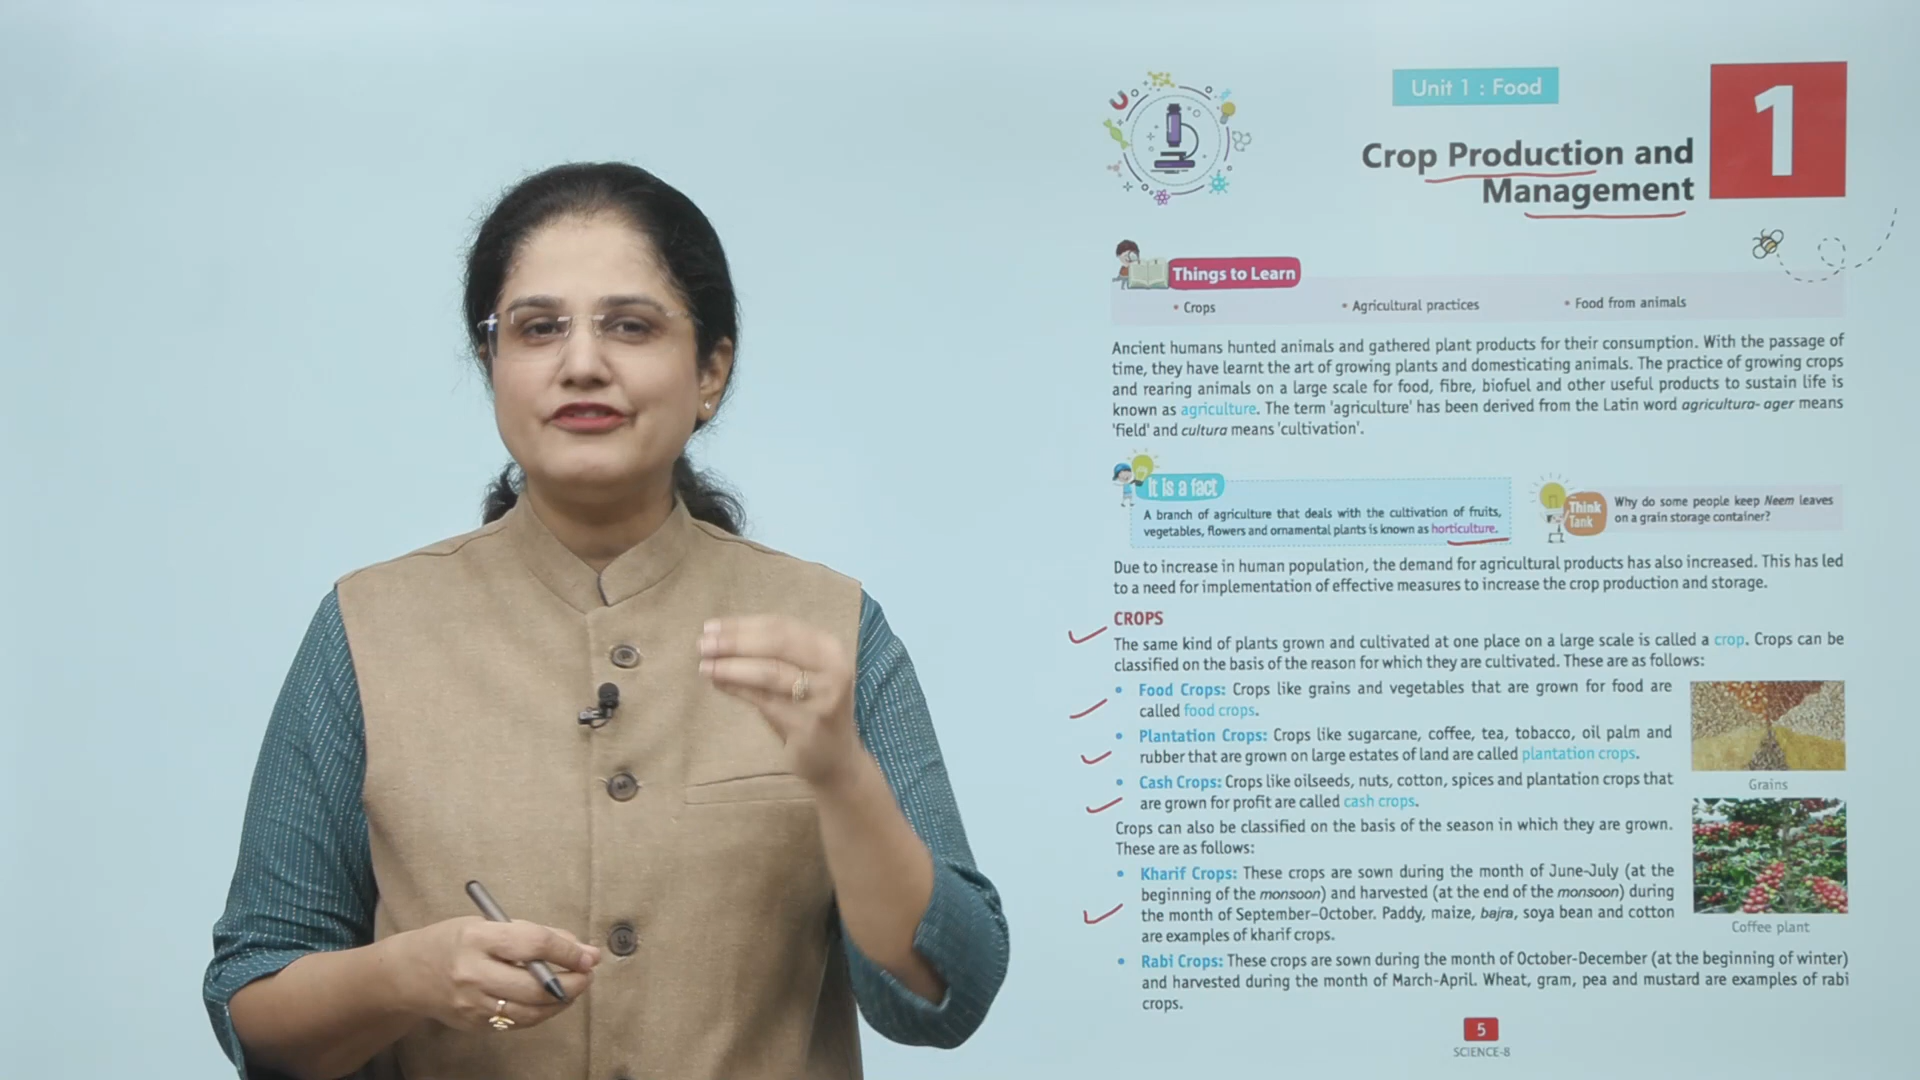 Unit 1 : Food
1
Crop Production and
Management
Things to Learn
• Crops
• Agricultural practices
• Food from animals
Ancient humans hunted animals and gathered plant products for their consumption. With the passage of
time, they have learnt the art of growing plants and domesticating animals. The practice of growing crops
and rearing animals on a large scale for food, fibre, biofuel and other useful products to sustain life is
known as agriculture. The term 'agriculture' has been derived from the Latin word agricultura- ager means
'field' and cultura means 'cultivation'.
It is a fact
A branch of agriculture that deals with the cultivation of fruits,
vegetables, flowers and ornamental plants is known as horticulture.
Think
Tank
Why do some people keep Neem leaves
on a grain storage container?
Due to increase in human population, the demand for agricultural products has also increased. This has led
to a need for implementation of effective measures to increase the crop production and storage.
CROPS
The same kind of plants grown and cultivated at one place on a large scale is called a crop. Crops can be
classified on the basis of the reason for which they are cultivated. These are as follows:
• Food Crops: Crops like grains and vegetables that are grown for food are
called food crops.
• Plantation Crops: Crops like sugarcane, coffee, tea, tobacco, oil palm and
rubber that are grown on large estates of land are called plantation crops.
• Cash Crops: Crops like oilseeds, nuts, cotton, spices and plantation crops that
are grown for profit are called cash crops.
Grains
Crops can also be classified on the basis of the season in which they are grown.
These are as follows:
• Kharif Crops: These crops are sown during the month of June-July (at the
beginning of the monsoon) and harvested (at the end of the monsoon) during
the month of September–October. Paddy, maize, bajra, soya bean and cotton
are examples of kharif crops.
Coffee plant
• Rabi Crops: These crops are sown during the month of October-December (at the beginning of winter)
and harvested during the month of March-April. Wheat, gram, pea and mustard are examples of rabi
crops.
5
SCIENCE-8